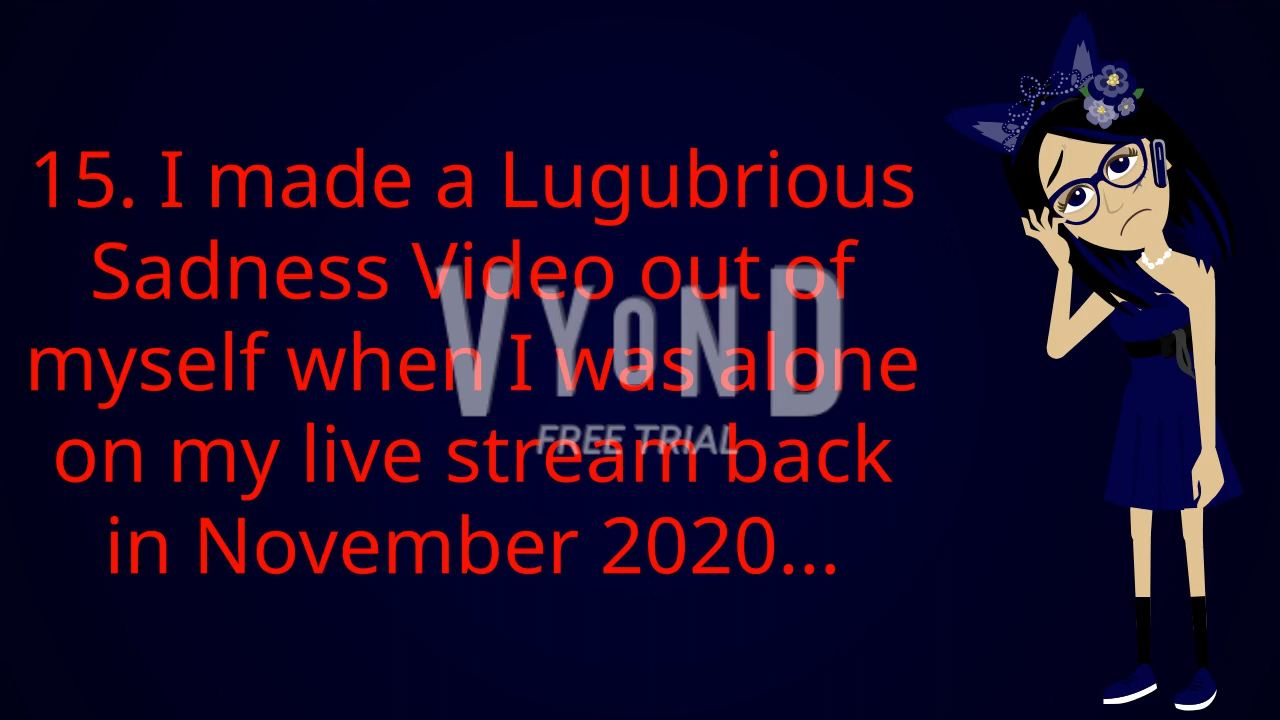 15. I made a Lugubrious
Sadness Video out of
myself when I was alone
on my live stream back
in November 2020...
VYOND
FREE TRIAL